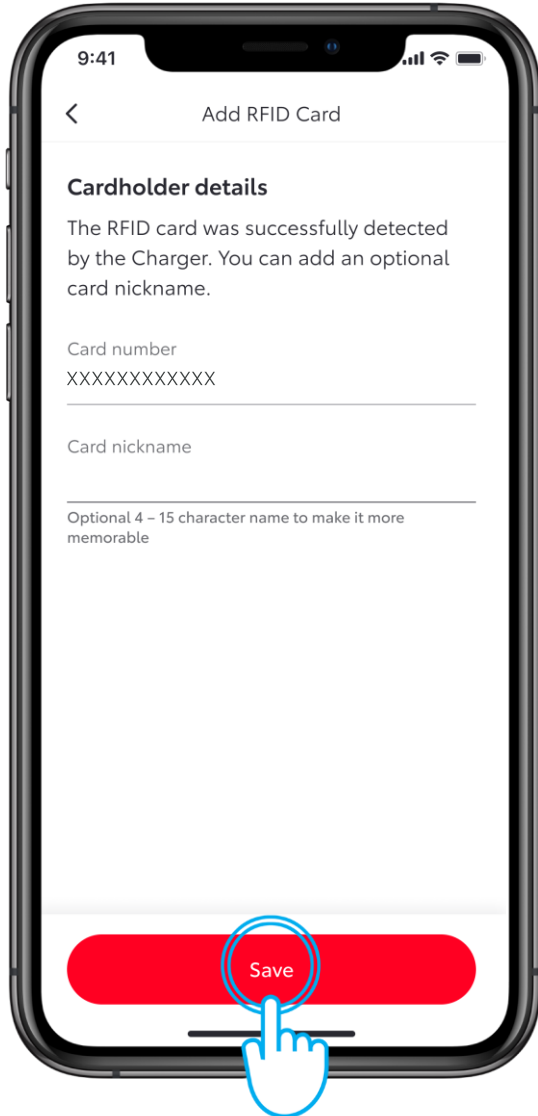 9:41
Add RFID Card
Cardholder details
The RFID card was successfully detected
by the Charger. You can add an optional
card nickname.
Card number
XXXXXXXXXXXX
Card nickname
Optional 4 – 15 character name to make it more
memorable
Save